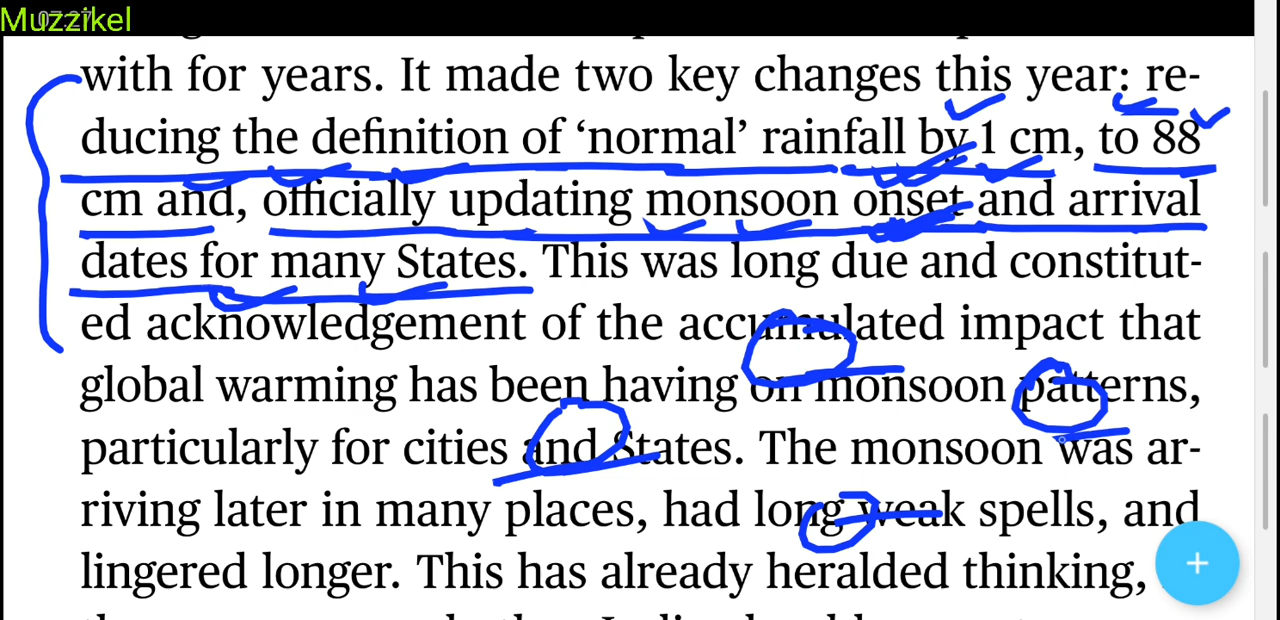 Muzzikel
07:27
with for years. It made two key changes this year: re-
ducing the definition of ‘normal’ rainfall by 1 cm, to 88
cm and, officially updating monsoon onset and arrival
dates for many States. This was long due and constitut-
ed acknowledgement of the accumulated impact that
global warming has been having on monsoon patterns,
particularly for cities and States. The monsoon was ar-
riving later in many places, had long weak spells, and
lingered longer. This has already heralded thinking,